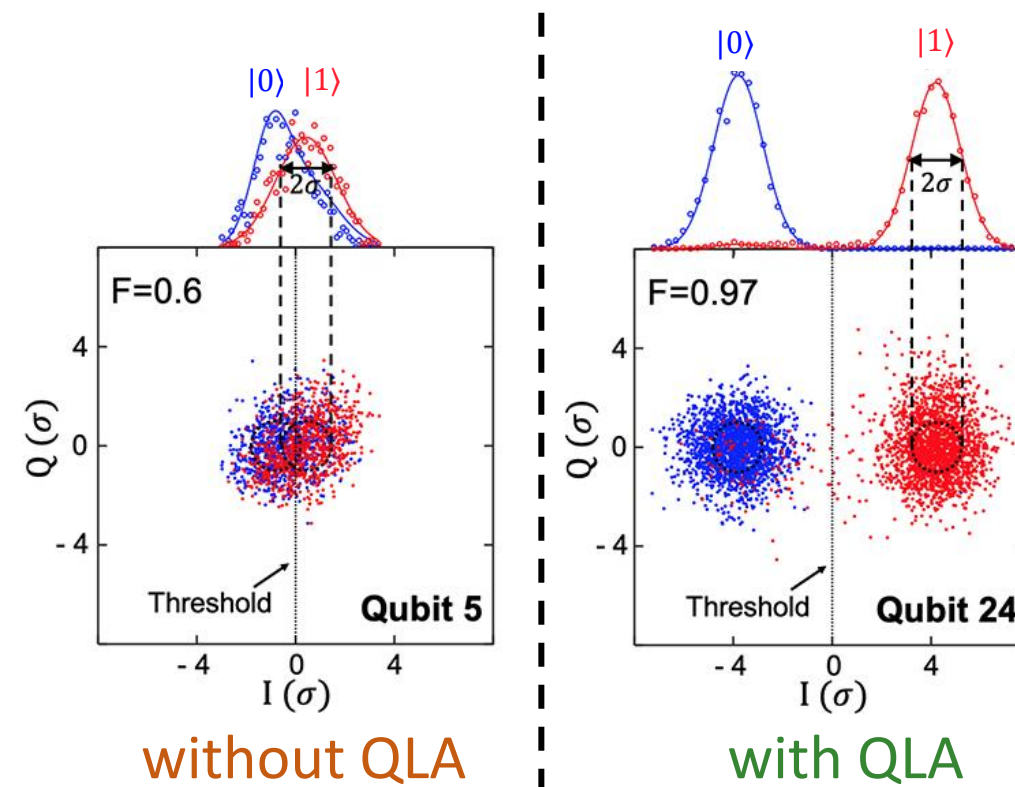 |0⟩ |1⟩
2σ
F=0.6
Q (σ)
4
0
- 4
Threshold
Qubit 5
- 4 0 4
I (σ)
without QLA
|0⟩ |1⟩
2σ
F=0.97
Q (σ)
4
0
- 4
Threshold
Qubit 24
- 4 0 4
I (σ)
with QLA